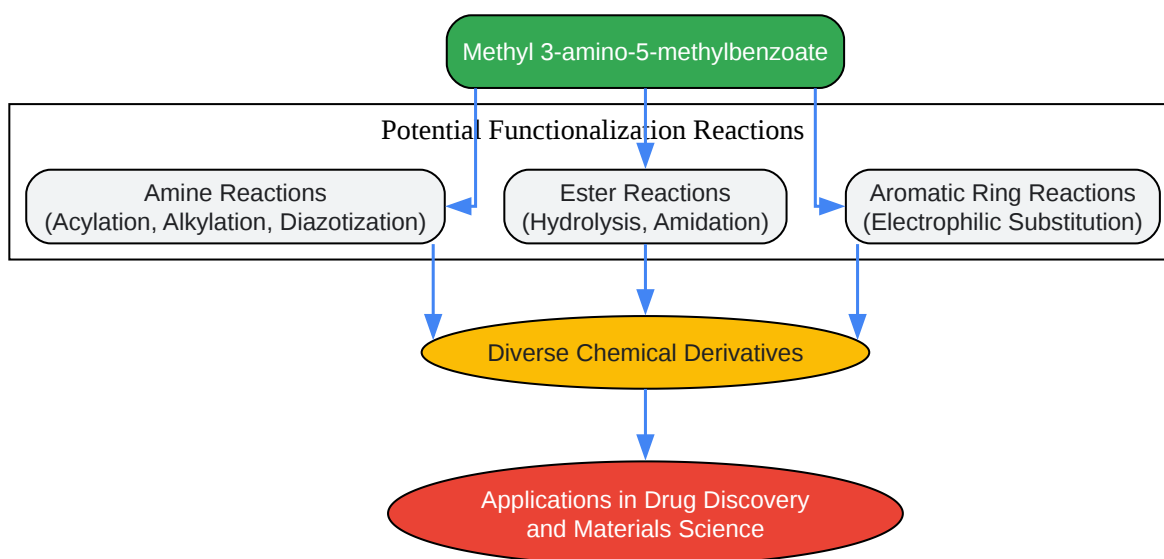 Methyl 3-amino-5-methylbenzoate
Potential Functionalization Reactions
Amine Reactions
(Acylation, Alkylation, Diazotization)
Ester Reactions
(Hydrolysis, Amidation)
Aromatic Ring Reactions
(Electrophilic Substitution)
Diverse Chemical Derivatives
Applications in Drug Discovery
and Materials Science